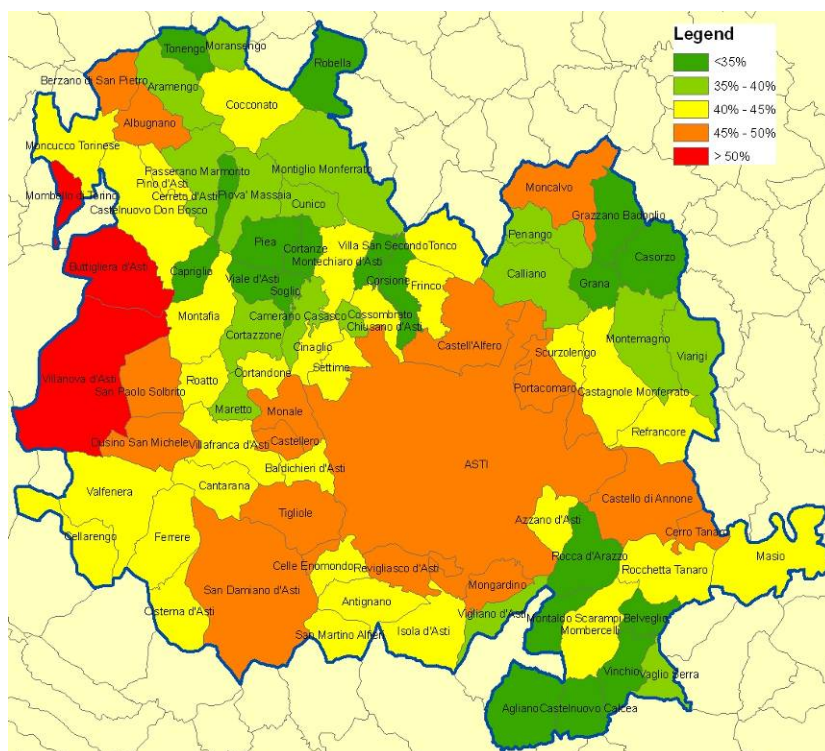 Legend
<35%
35% - 40%
40% - 45%
45% - 50%
> 50%
Tonengo
Moransengo
Robella
Berzano di San Pietro
Aramengo
Cocconato
Albugnano
Moncucco Torinese
Passerano Marmorito
Montiglio Monferrato
Pino d'Asti
Mombello di Torino
Cerreto d'Asti
Piova' Massaia
Castelnuovo Don Bosco
Cunico
Moncalvo
Grazzano Badoglio
Penango
Buttigliera d'Asti
Piea
Cortanze
Villa San Secondo
Tonco
Capriglio
Montechiaro d'Asti
Calliano
Casorzo
Viale d'Asti
Corsione
Frinco
Grana
Soglio
Montafia
Camerano Casasco
Cossombrato
Chiusano d'Asti
Montemagno
Viarigi
Cortazzone
Castell'Alfero
Cinaglio
Scurzolengo
Villanova d'Asti
Roatto
Cortandone
Settime
San Paolo Solbrito
Portacomaro
Castagnole Monferrato
Maretto
Monale
Refrancore
Dusino San Michele
Villafranca d'Asti
Castellero
ASTI
Baldichieri d'Asti
Valfenera
Cantarana
Castello di Annone
Tigliole
Azzano d'Asti
Cellarengo
Ferrere
Cerro Tanaro
Rocca d'Arazzo
Masio
Celle Enomondo
Revigliasco d'Asti
Rocchetta Tanaro
San Damiano d'Asti
Mongardino
Antignano
Cisterna d'Asti
Vigliano d'Asti
Montaldo Scarampi
Belveglio
San Martino Alfieri
Isola d'Asti
Mombercelli
Vinchio
Vaglio Serra
Agliano
Castelnuovo Calcea